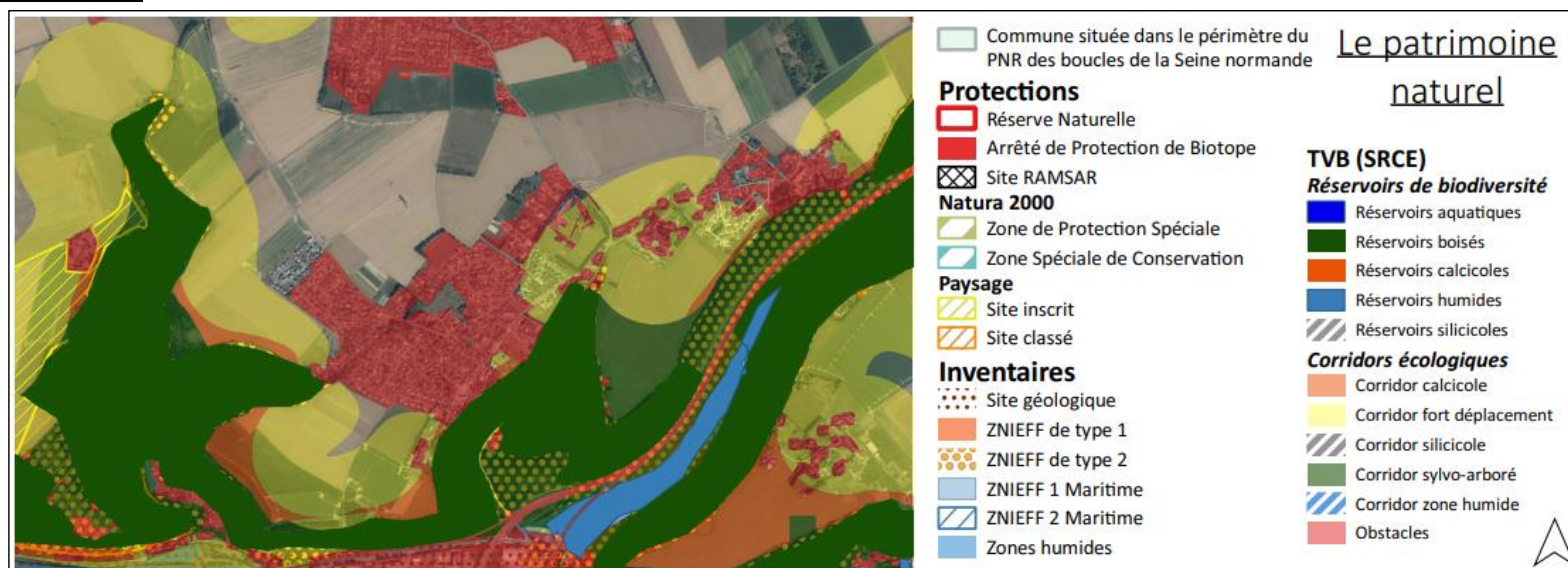 Commune située dans le périmètre du
PNR des boucles de la Seine normande
Protections
Réserve Naturelle
Arrêté de Protection de Biotope
Site RAMSAR
Natura 2000
Zone de Protection Spéciale
Zone Spéciale de Conservation
Paysage
Site inscrit
Site classé
Inventaires
Site géologique
ZNIEFF de type 1
ZNIEFF de type 2
ZNIEFF 1 Maritime
ZNIEFF 2 Maritime
Zones humides
Le patrimoine
naturel
TVB (SRCE)
Réservoirs de biodiversité
Réservoirs aquatiques
Réservoirs boisés
Réservoirs calcicoles
Réservoirs humides
Réservoirs silicicoles
Corridors écologiques
Corridor calcicole
Corridor fort déplacement
Corridor silicicole
Corridor sylvo-arboré
Corridor zone humide
Obstacles